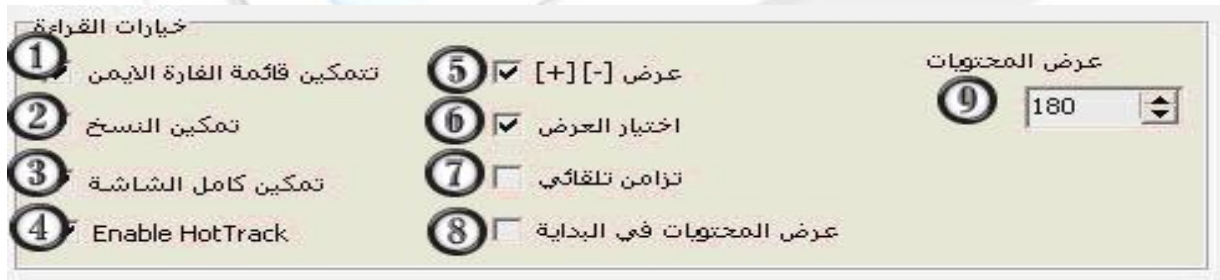 خيارات القراءة
1 تتمكين قائمة الفارة الايمن
2 تمكين النسخ
3 تمكين كامل الشاشة
4 Enable HotTrack
5 عرض [-] [+]
6 اختيار العرض
7 تزامن تلقائي
8 عرض المحتويات في البداية
عرض المحتويات
9 180